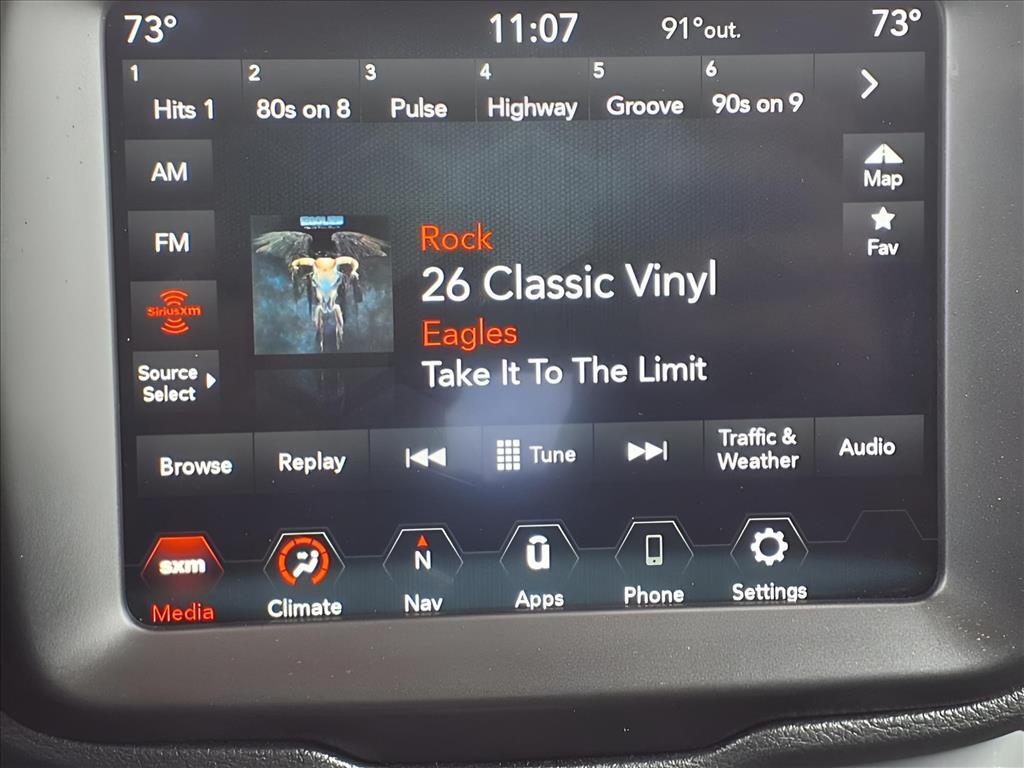 73° 11:07 91°out. 73°
1 2 3 4 5 6
Hits 1 80s on 8 Pulse Highway Groove 90s on 9
AM
Map
FM
Fav
EAGLES
Rock
26 Classic Vinyl
SiriusXm
Eagles
Take It To The Limit
Source
Select
Browse
Replay
Tune
Traffic &
Weather
Audio
sxm
Media
Climate
N
Nav
ū
Apps
Phone
Settings